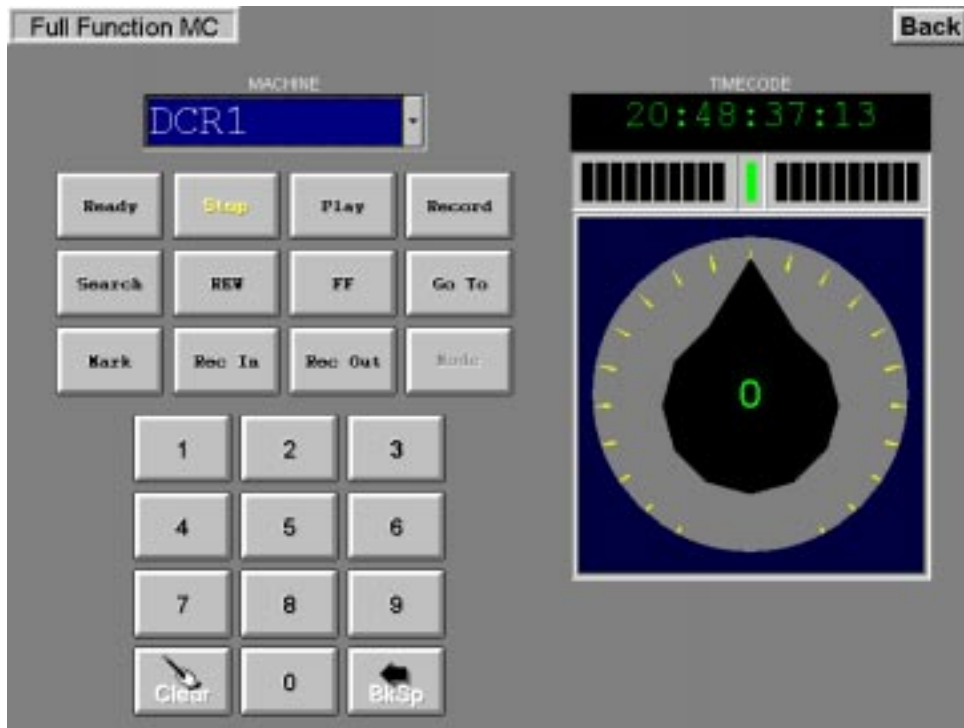 Full Function MC
Back
MACHINE
TIMECODE
DCR1
20:48:37:13
Ready Stop Play Record
Search REW FF Go To
Mark Rec In Rec Out Mode
0
1 2 3
4 5 6
7 8 9
Clear 0 BkSp